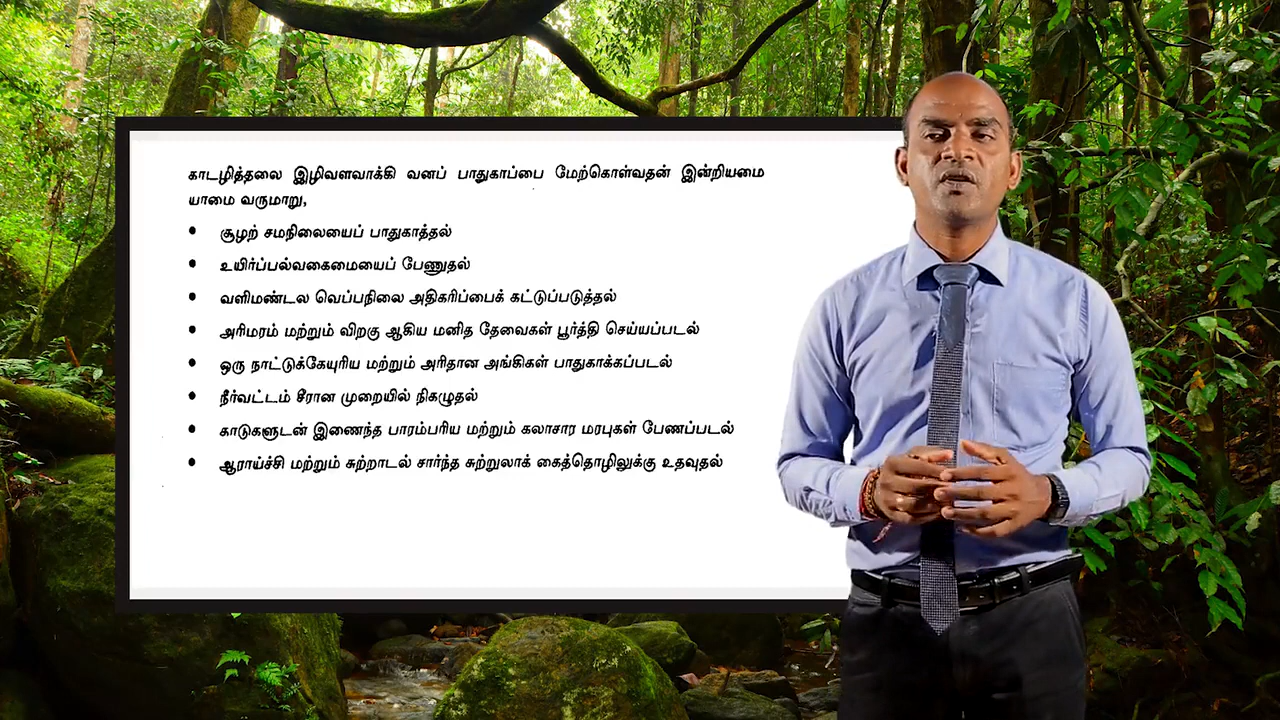 காடழித்தலை இழிவளவாக்கி வனப் பாதுகாப்பை மேற்கொள்வதன் இன்றியமை
யாமை வருமாறு,
• சூழற் சமநிலையைப் பாதுகாத்தல்
• உயிர்ப்பல்வகைமையைப் பேணுதல்
• வளிமண்டல வெப்பநிலை அதிகரிப்பைக் கட்டுப்படுத்தல்
• அரிமரம் மற்றும் விறகு ஆகிய மனித தேவைகள் பூர்த்தி செய்யப்படல்
• ஒரு நாட்டுக்கேயுரிய மற்றும் அரிதான அங்கிகள் பாதுகாக்கப்படல்
• நீர்வட்டம் சீரான முறையில் நிகழுதல்
• காடுகளுடன் இணைந்த பாரம்பரிய மற்றும் கலாசார மரபுகள் பேணப்படல்
• ஆராய்ச்சி மற்றும் சுற்றாடல் சார்ந்த சுற்றுலாக் கைத்தொழிலுக்கு உதவுதல்